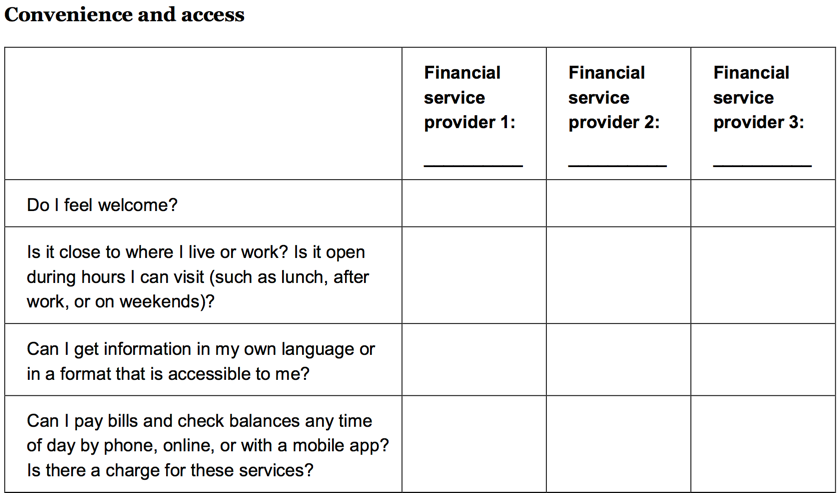 Convenience and access
Financial service provider 1:
Financial service provider 2:
Financial service provider 3:
Do I feel welcome?
Is it close to where I live or work? Is it open
during hours I can visit (such as lunch, after
work, or on weekends)?
Can I get information in my own language or
in a format that is accessible to me?
Can I pay bills and check balances any time
of day by phone, online, or with a mobile app?
Is there a charge for these services?